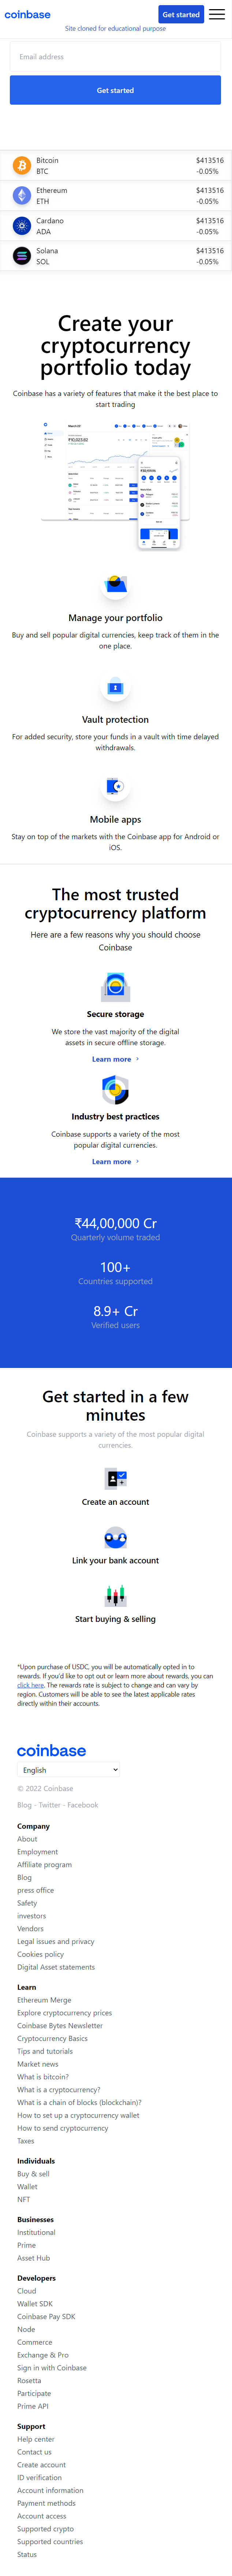 coinbase
Get started
Site cloned for educational purpose
Email address
Get started
Bitcoin
$413516
BTC
-0.05%
Ethereum
$413516
ETH
-0.05%
Cardano
$413516
ADA
-0.05%
Solana
$413516
SOL
-0.05%
Create your
cryptocurrency
portfolio today
Coinbase has a variety of features that make it the best place to
start trading
Manage your portfolio
Buy and sell popular digital currencies, keep track of them in the
one place.
Vault protection
For added security, store your funds in a vault with time delayed
withdrawals.
Mobile apps
Stay on top of the markets with the Coinbase app for Android or
iOS.
The most trusted
cryptocurrency platform
Here are a few reasons why you should choose
Coinbase
Secure storage
We store the vast majority of the digital
assets in secure offline storage.
Learn more
Industry best practices
Coinbase supports a variety of the most
popular digital currencies.
Learn more
₹44,00,000 Cr
Quarterly volume traded
100+
Countries supported
8.9+ Cr
Verified users
Get started in a few
minutes
Coinbase supports a variety of the most popular digital
currencies.
Create an account
Link your bank account
Start buying & selling
*Upon purchase of USDC, you will be automatically opted in to
rewards. If you'd like to opt out or learn more about rewards, you can
click here. The rewards rate is subject to change and can vary by
region. Customers will be able to see the latest applicable rates
directly within their accounts.
coinbase
English
© 2022 Coinbase
Blog - Twitter - Facebook
Company
About
Employment
Affiliate program
Blog
press office
Safety
investors
Vendors
Legal issues and privacy
Cookies policy
Digital Asset statements
Learn
Ethereum Merge
Explore cryptocurrency prices
Coinbase Bytes Newsletter
Cryptocurrency Basics
Tips and tutorials
Market news
What is bitcoin?
What is a cryptocurrency?
What is a chain of blocks (blockchain)?
How to set up a cryptocurrency wallet
How to send cryptocurrency
Taxes
Individuals
Buy & sell
Wallet
NFT
Businesses
Institutional
Prime
Asset Hub
Developers
Cloud
Wallet SDK
Coinbase Pay SDK
Node
Commerce
Exchange & Pro
Sign in with Coinbase
Rosetta
Participate
Prime API
Support
Help center
Contact us
Create account
ID verification
Account information
Payment methods
Account access
Supported crypto
Supported countries
Status